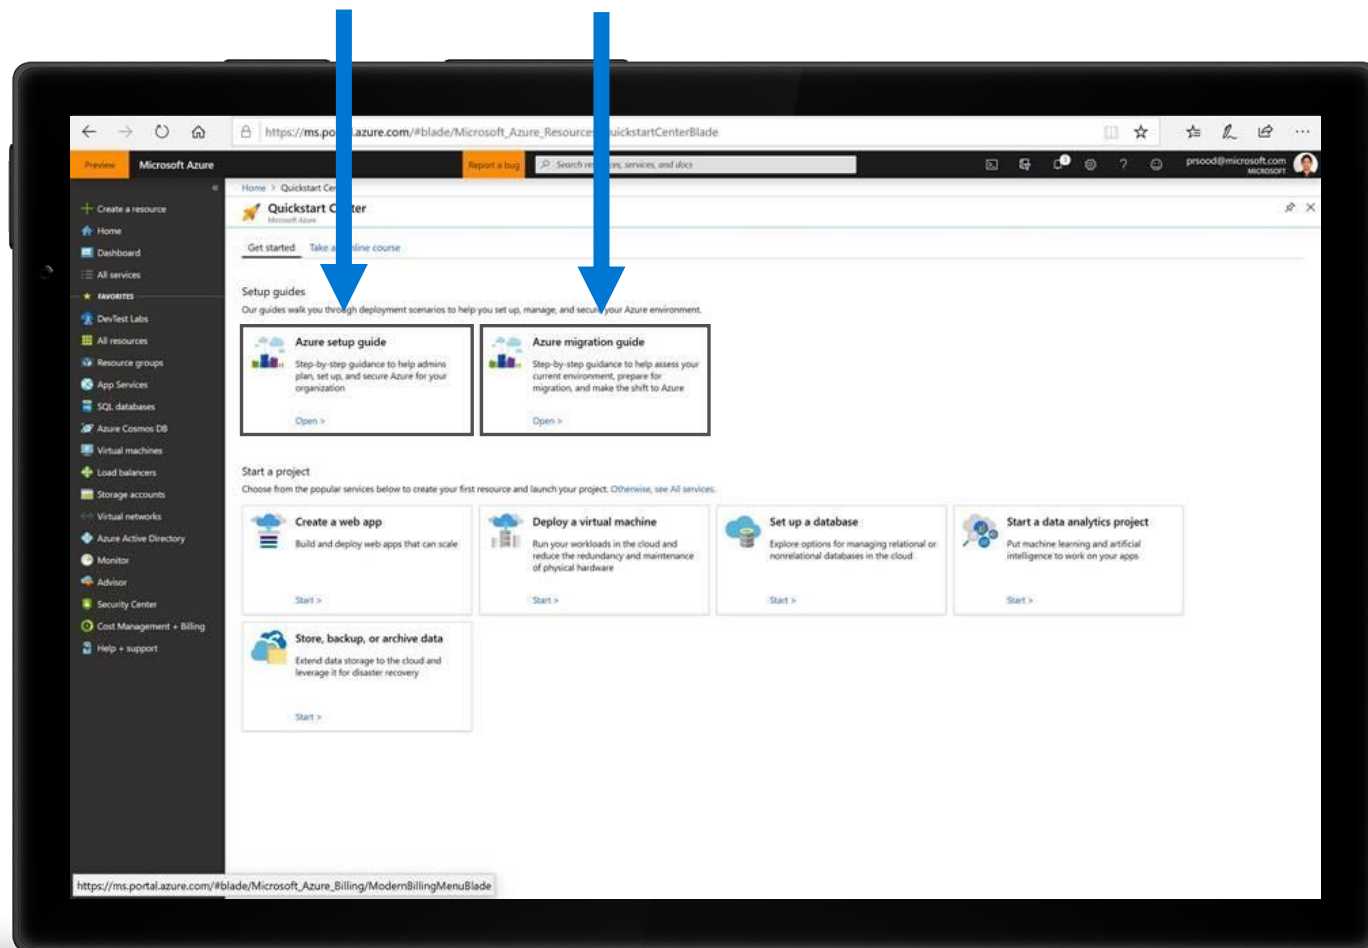 https://ms.po al.azure.com/#blade/Microsoft_Azure_Resource uickstartCenterBlade
Preview Microsoft Azure Report a bug Search re es, services, and docs prsood@microsoft.com
MICROSOFT
Home > Quickstart Ce
Quickstart C ter
Microsoft Azure
Get started Take a line course
Create a resource
Home
Dashboard
All services
FAVORITES
DevTest Labs
All resources
Resource groups
App Services
SQL databases
Azure Cosmos DB
Virtual machines
Load balancers
Storage accounts
Virtual networks
Azure Active Directory
Monitor
Advisor
Security Center
Cost Management + Billing
Help + support
Setup guides
Our guides walk you through deployment scenarios to help you set up, manage, and secure your Azure environment.
Azure setup guide
Step-by-step guidance to help admins
plan, set up, and secure Azure for your
organization
Open >
Azure migration guide
Step-by-step guidance to help assess your
current environment, prepare for
migration, and make the shift to Azure
Open >
Start a project
Choose from the popular services below to create your first resource and launch your project. Otherwise, see All services.
Create a web app
Build and deploy web apps that can scale
Start >
Deploy a virtual machine
Run your workloads in the cloud and
reduce the redundancy and maintenance
of physical hardware
Start >
Set up a database
Explore options for managing relational or
nonrelational databases in the cloud
Start >
Start a data analytics project
Put machine learning and artificial
intelligence to work on your apps
Start >
Store, backup, or archive data
Extend data storage to the cloud and
leverage it for disaster recovery
Start >
https://ms.portal.azure.com/#blade/Microsoft_Azure_Billing/ModernBillingMenuBlade